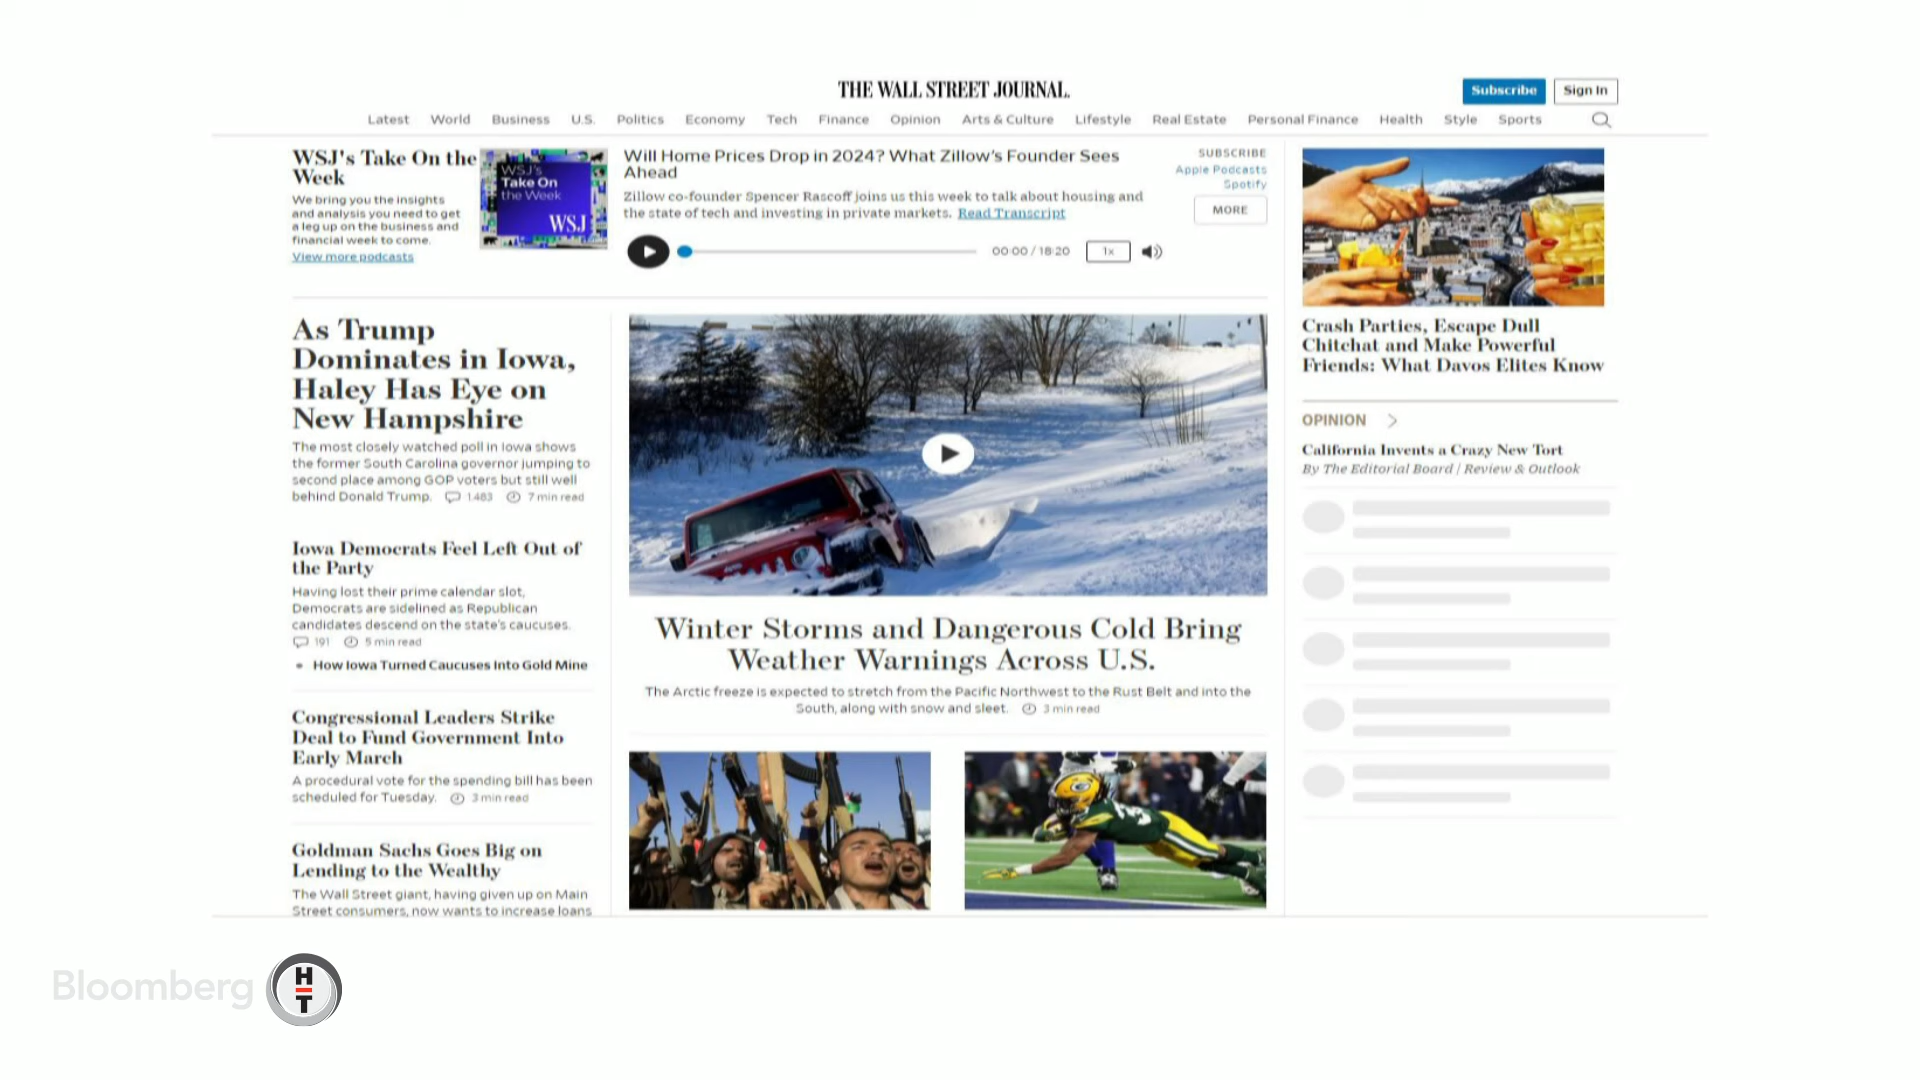 THE WALL STREET JOURNAL.
Subscribe
Sign In
Latest World Business U.S. Politics Economy Tech Finance Opinion Arts & Culture Lifestyle Real Estate Personal Finance Health Style Sports
WSJ's Take On the
Week
We bring you the insights
and analysis you need to get
a leg up on the business and
financial week to come.
View more podcasts
WSJ's
Take On
the Week
WSJ
Will Home Prices Drop in 2024? What Zillow's Founder Sees
Ahead
Zillow co-founder Spencer Rascoff joins us this week to talk about housing and
the state of tech and investing in private markets. Read Transcript
00:00 / 18:20
1x
SUBSCRIBE
Apple Podcasts
Spotify
MORE
As Trump
Dominates in Iowa,
Haley Has Eye on
New Hampshire
The most closely watched poll in Iowa shows
the former South Carolina governor jumping to
second place among GOP voters but still well
behind Donald Trump. 1,483 7 min read
Iowa Democrats Feel Left Out of
the Party
Having lost their prime calendar slot,
Democrats are sidelined as Republican
candidates descend on the state's caucuses.
191 5 min read
How Iowa Turned Caucuses Into Gold Mine
Congressional Leaders Strike
Deal to Fund Government Into
Early March
A procedural vote for the spending bill has been
scheduled for Tuesday. 3 min read
Goldman Sachs Goes Big on
Lending to the Wealthy
The Wall Street giant, having given up on Main
Street consumers, now wants to increase loans
Winter Storms and Dangerous Cold Bring
Weather Warnings Across U.S.
The Arctic freeze is expected to stretch from the Pacific Northwest to the Rust Belt and into the
South, along with snow and sleet. 3 min read
Crash Parties, Escape Dull
Chitchat and Make Powerful
Friends: What Davos Elites Know
OPINION
California Invents a Crazy New Tort
By The Editorial Board | Review & Outlook
Bloomberg HT